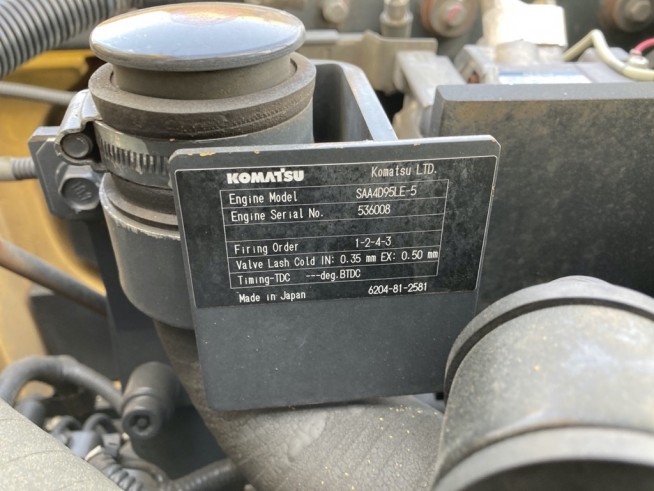 KOMATSU Komatsu LTD.
Engine Model SAA4D95LE-5
Engine Serial No. 536008
Firing Order 1-2-4-3
Valve Lash Cold IN: 0.35 mm EX: 0.50 mm
Timing-TDC ---deg.BTDC
Made in Japan 6204-81-2581